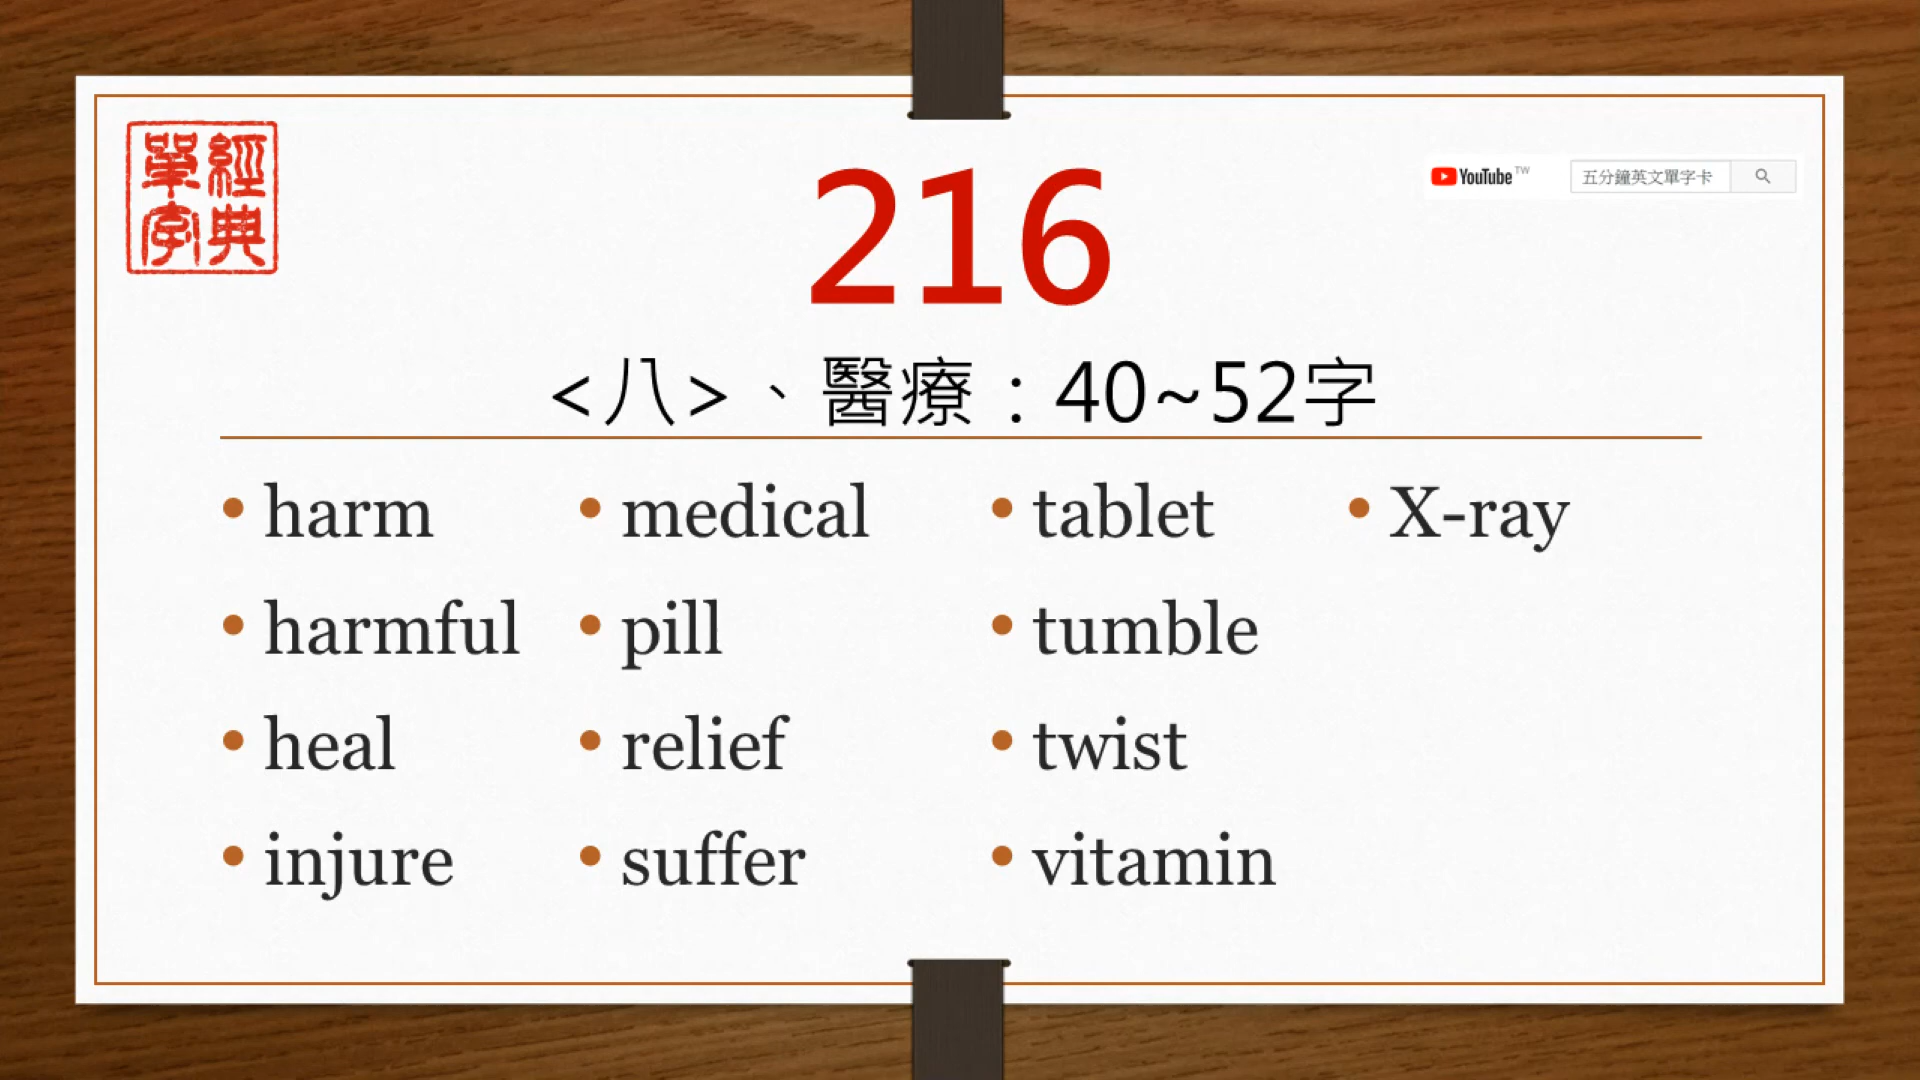 經典
單字
216
YouTube TW
五分鐘英文單字卡
<八>、醫療：40~52字
harm
harmful
heal
injure
medical
pill
relief
suffer
tablet
tumble
twist
vitamin
X-ray